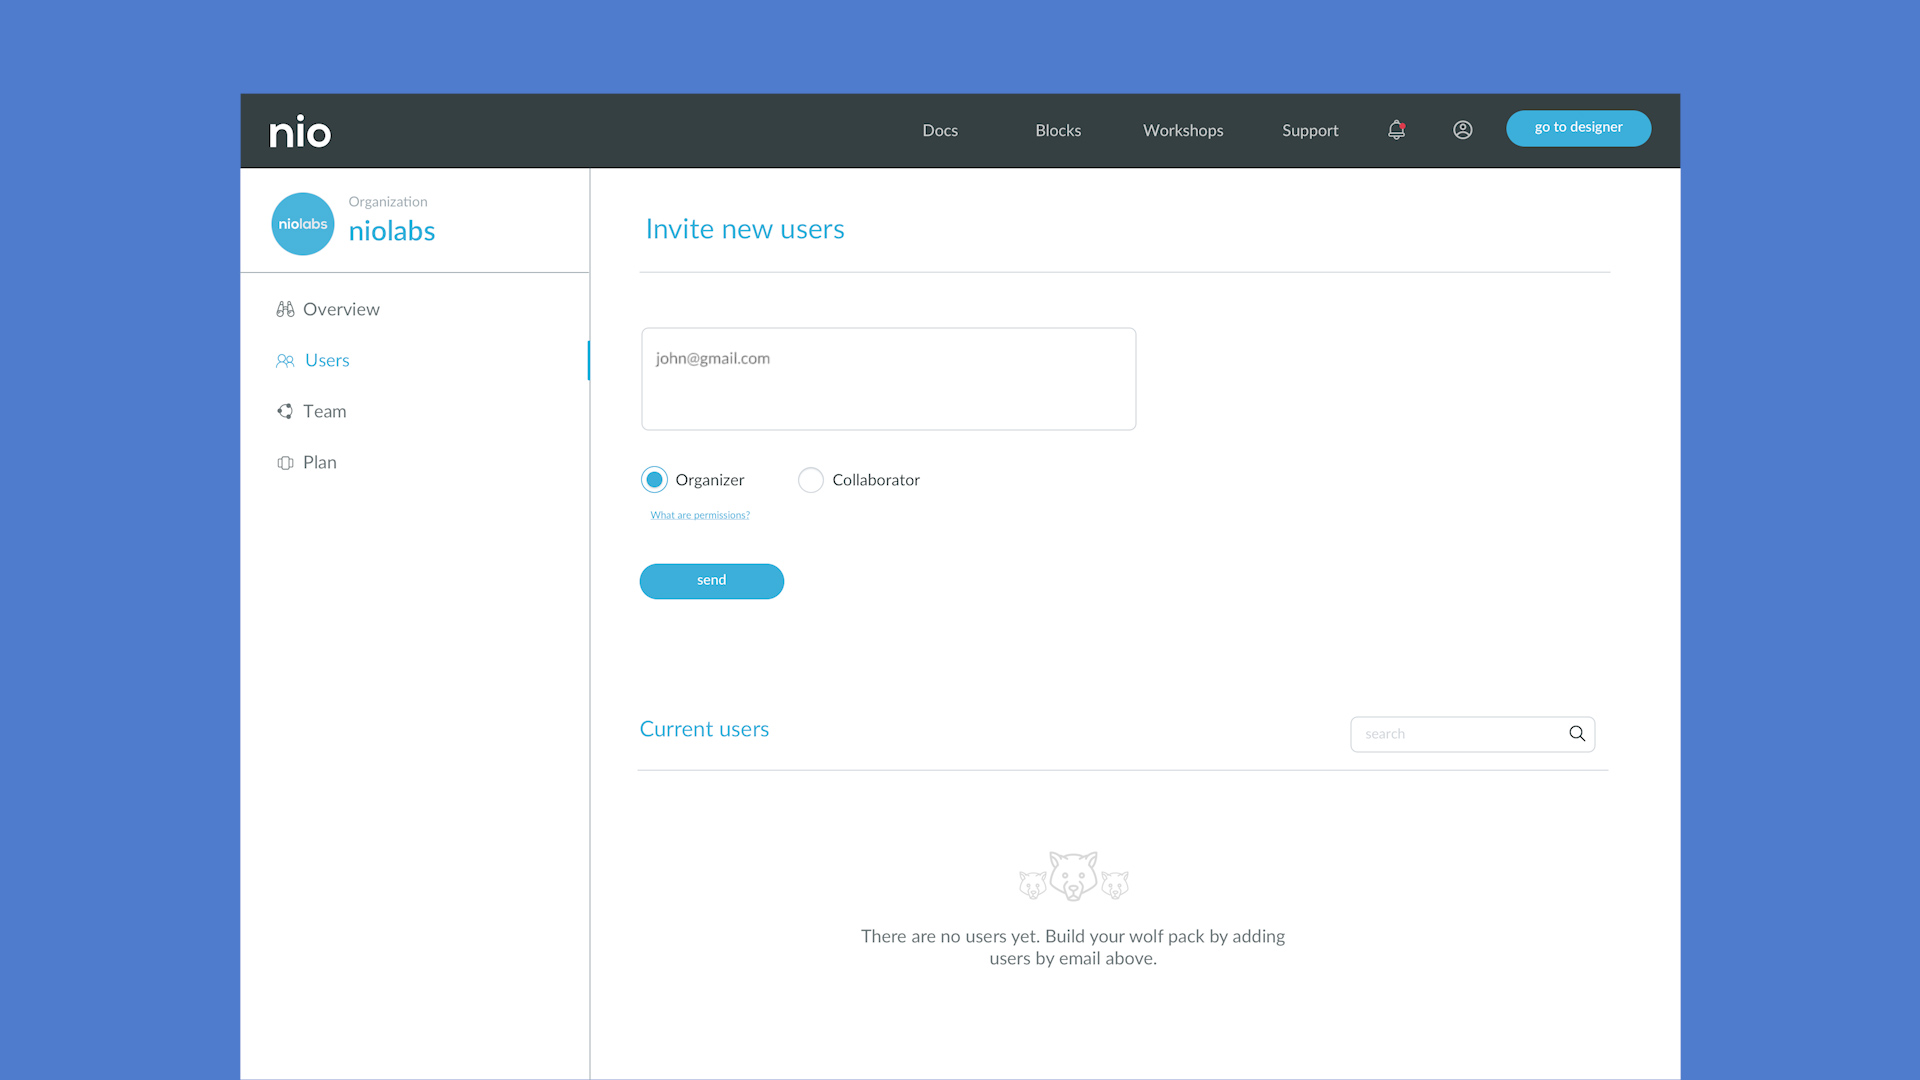 nio
Docs
Blocks
Workshops
Support
go to designer
niolabs
Organization
niolabs
Overview
Users
Team
Plan
Invite new users
john@gmail.com
Organizer
Collaborator
What are permissions?
send
Current users
search
There are no users yet. Build your wolf pack by adding
users by email above.